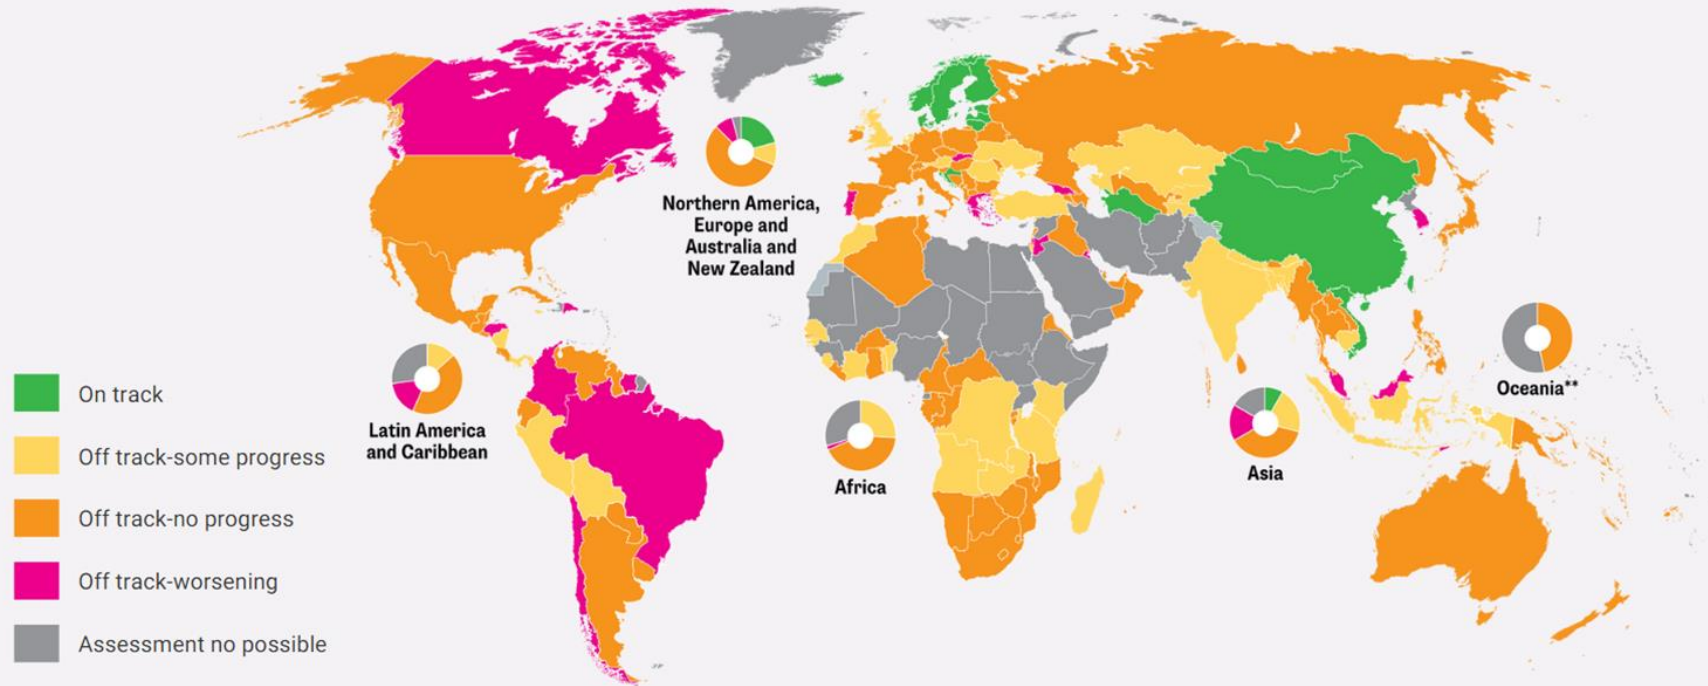 Northern America,
Europe and
Australia and
New Zealand
Latin America
and Caribbean
Africa
Asia
Oceania**
On track
Off track-some progress
Off track-no progress
Off track-worsening
Assessment no possible